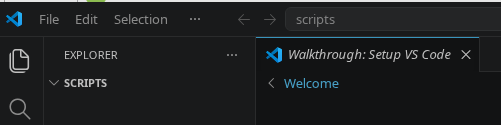 File Edit Selection ··· scripts
EXPLORER ··· Walkthrough: Setup VS Code
SCRIPTS Welcome